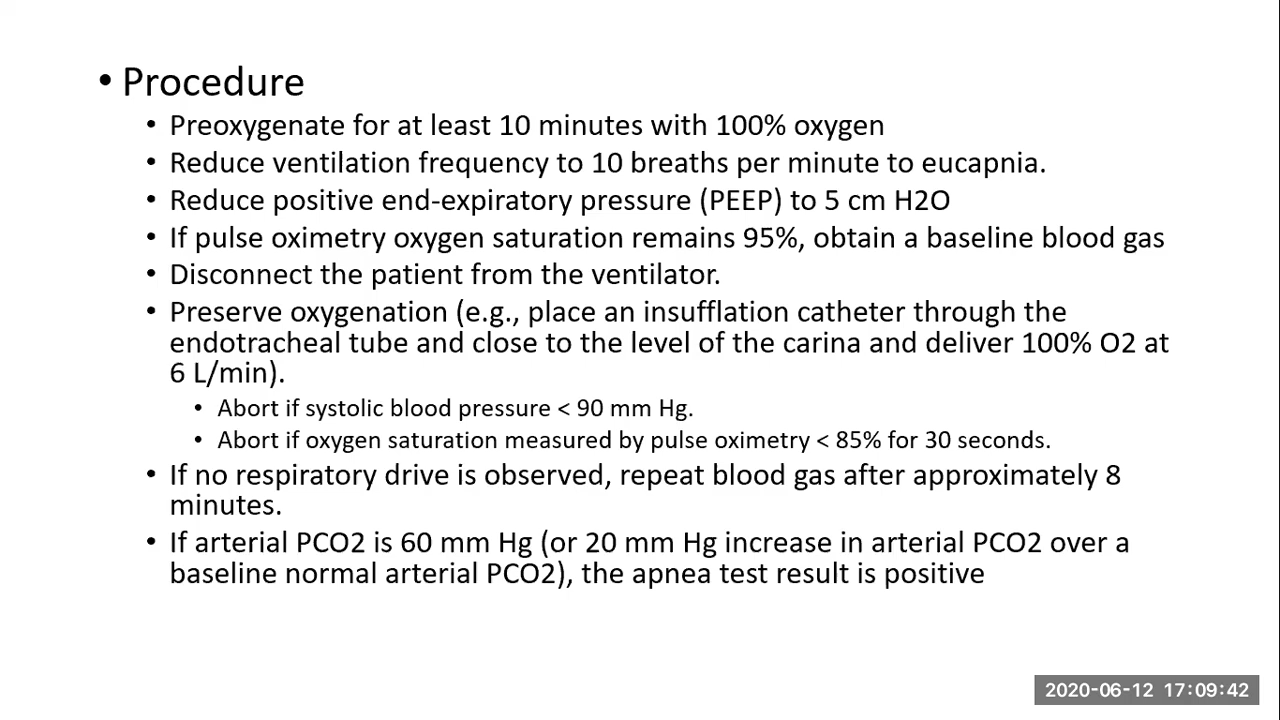 • Procedure
• Preoxygenate for at least 10 minutes with 100% oxygen
• Reduce ventilation frequency to 10 breaths per minute to eucapnia.
• Reduce positive end-expiratory pressure (PEEP) to 5 cm H2O
• If pulse oximetry oxygen saturation remains 95%, obtain a baseline blood gas
• Disconnect the patient from the ventilator.
• Preserve oxygenation (e.g., place an insufflation catheter through the
endotracheal tube and close to the level of the carina and deliver 100% O2 at
6 L/min).
• Abort if systolic blood pressure < 90 mm Hg.
• Abort if oxygen saturation measured by pulse oximetry < 85% for 30 seconds.
• If no respiratory drive is observed, repeat blood gas after approximately 8
minutes.
• If arterial PCO2 is 60 mm Hg (or 20 mm Hg increase in arterial PCO2 over a
baseline normal arterial PCO2), the apnea test result is positive
2020-06-12 17:09:42